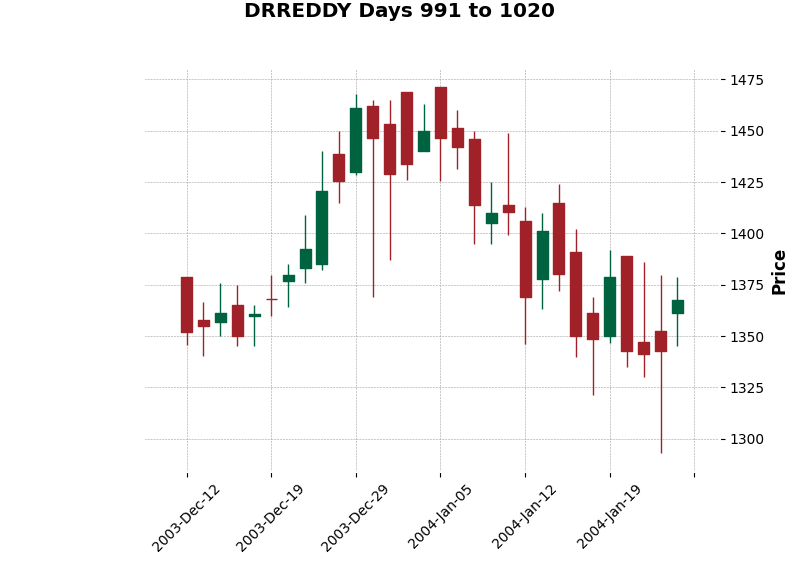 DRREDDY Days 991 to 1020
1475
1450
1425
1400
1375
1350
1325
1300
Price
2003-Dec-12
2003-Dec-19
2003-Dec-29
2004-Jan-05
2004-Jan-12
2004-Jan-19